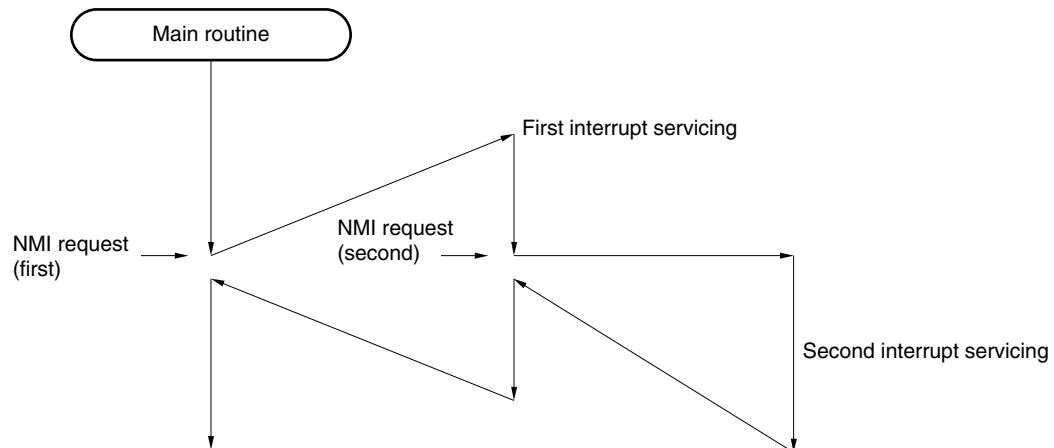 Main routine
First interrupt servicing
NMI request
(first)
NMI request
(second)
Second interrupt servicing